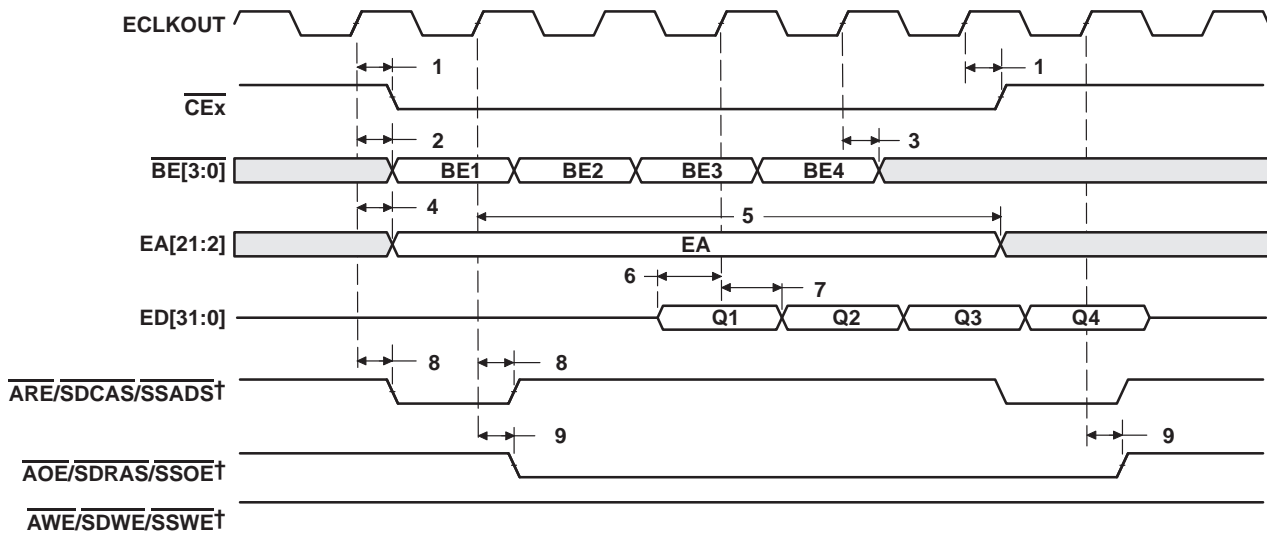 ECLKOUT
1 1
CEx
2 3
BE[3:0] BE1 BE2 BE3 BE4
4 5
EA[21:2] EA
6 7
ED[31:0] Q1 Q2 Q3 Q4
8 8
ARE/SDCAS/SSADS†
9 9
AOE/SDRAS/SSOE†
AWE/SDWE/SSWE†